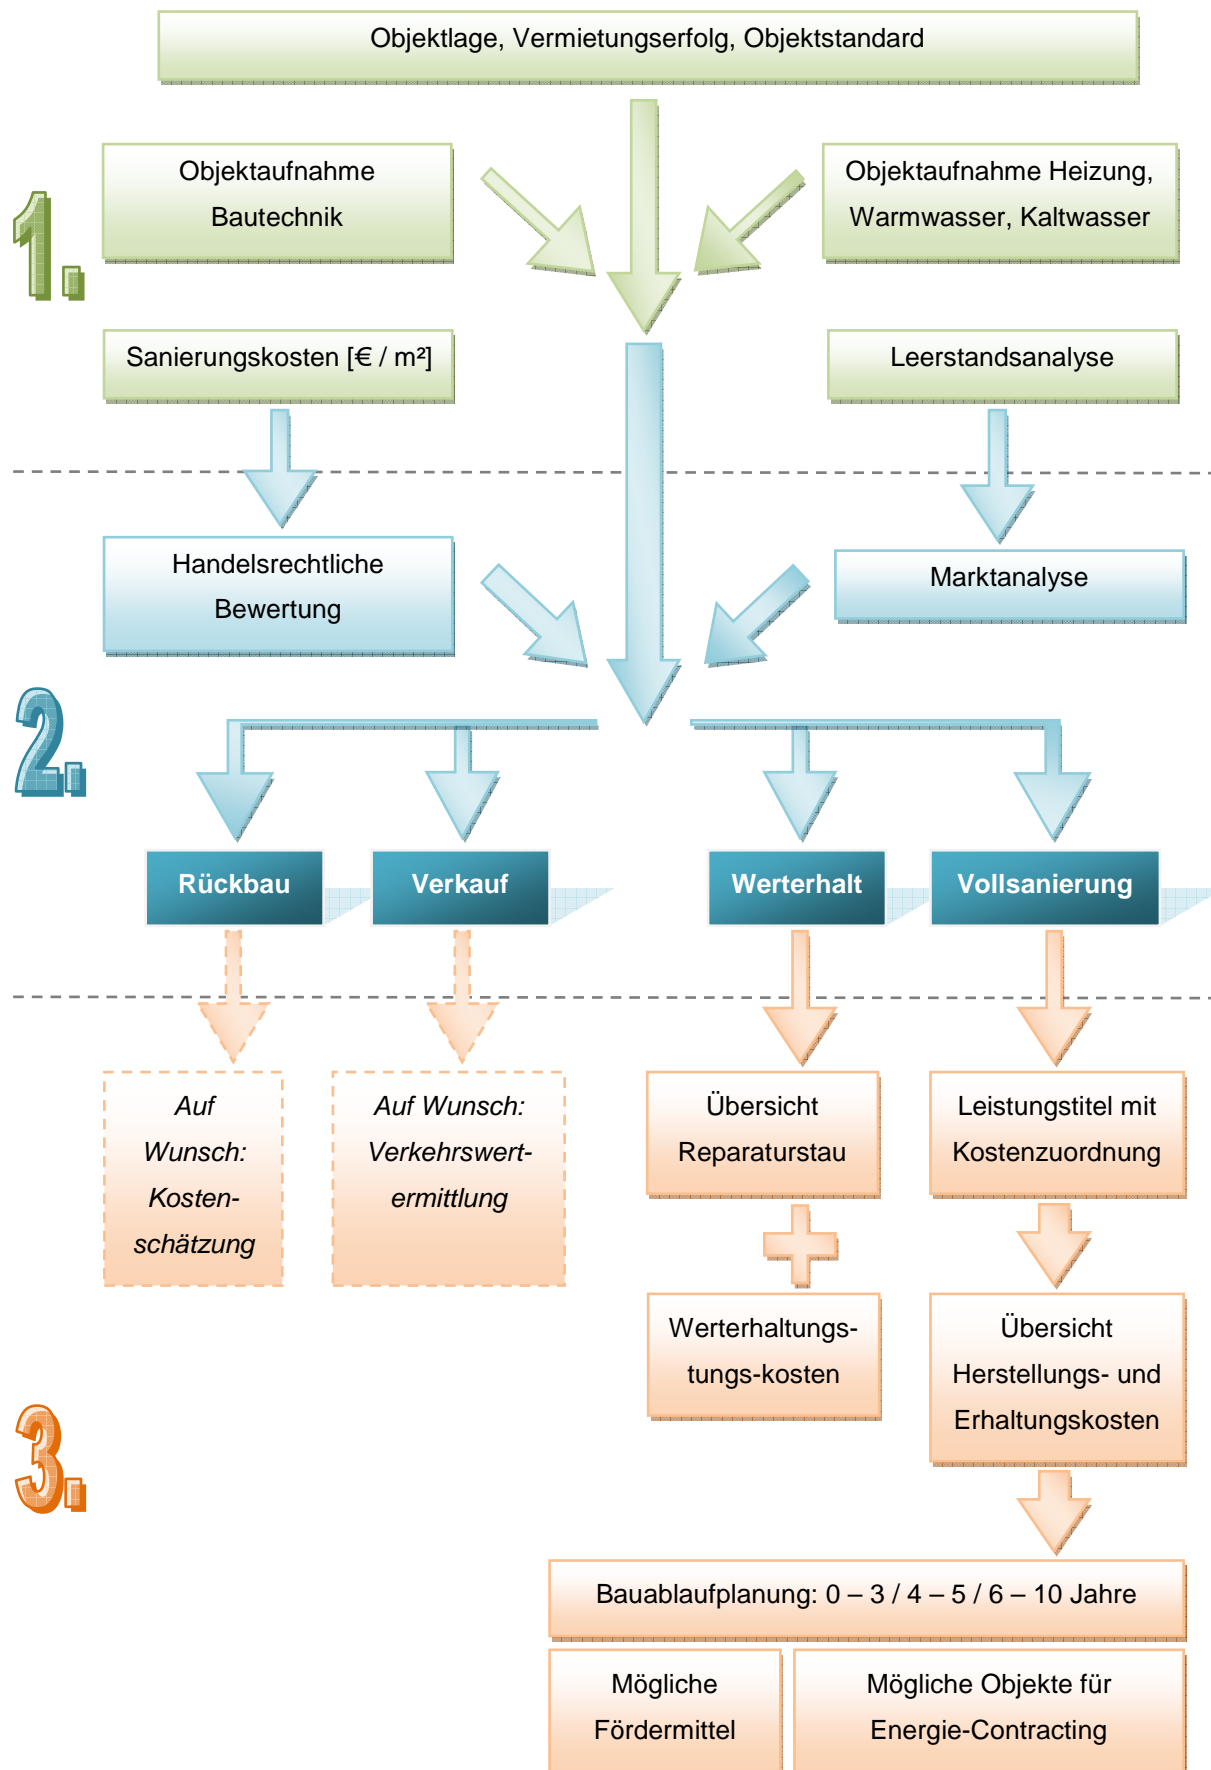 Objektlage, Vermietungserfolg, Objektstandard
1.
Objektaufnahme
Bautechnik
Objektaufnahme Heizung,
Warmwasser, Kaltwasser
Sanierungskosten [€ / m²]
Leerstandsanalyse
2.
Handelsrechtliche
Bewertung
Marktanalyse
Rückbau
Verkauf
Werterhalt
Vollsanierung
3.
Auf
Wunsch:
Kosten-
schätzung
Auf Wunsch:
Verkehrswert-
ermittlung
Übersicht
Reparaturstau
Leistungstitel mit
Kostenzuordnung
Werterhaltungs-
tungs-kosten
Übersicht
Herstellungs- und
Erhaltungskosten
Bauablaufplanung: 0 – 3 / 4 – 5 / 6 – 10 Jahre
Mögliche
Fördermittel
Mögliche Objekte für
Energie-Contracting